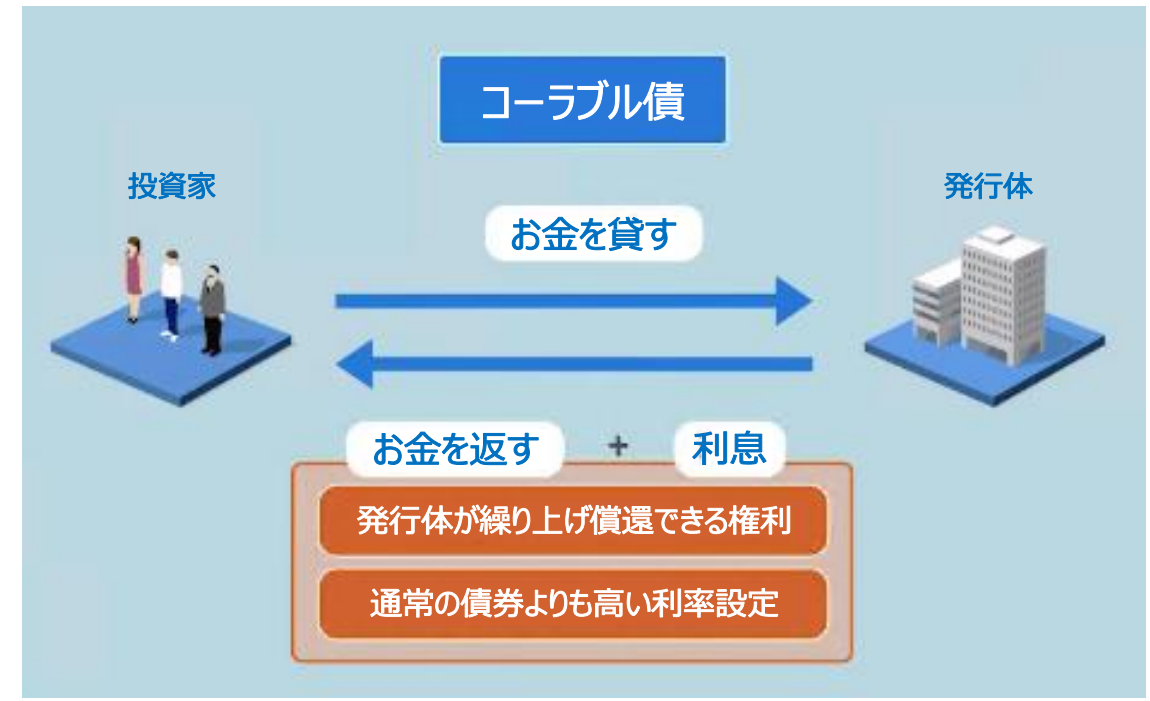 コーラブル債
投資家
発行体
お金を貸す
お金を返す + 利息
発行体が繰り上げ償還できる権利
通常の債券よりも高い利率設定